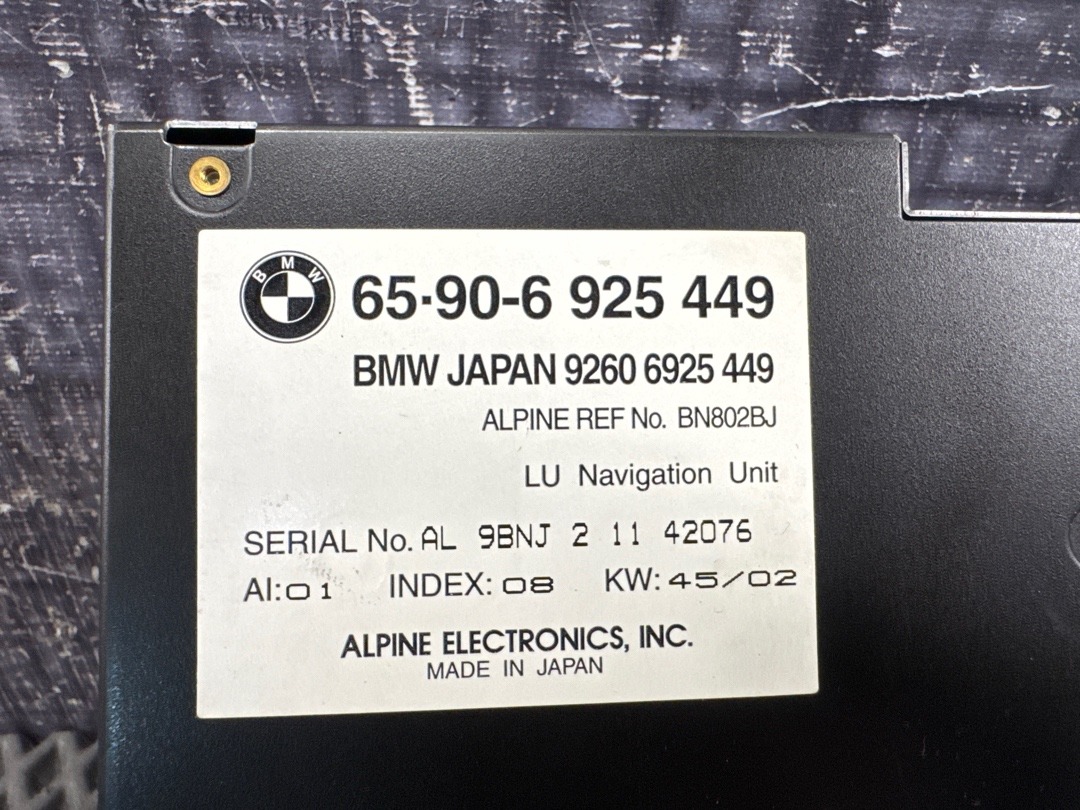 BMW
65·90-6 925 449
BMW JAPAN 9260 6925 449
ALPINE REF No. BN802BJ
LU Navigation Unit
SERIAL No. AL 9BNJ 2 11 42076
AI:01 INDEX: 08 KW: 45/02
ALPINE ELECTRONICS, INC.
MADE IN JAPAN